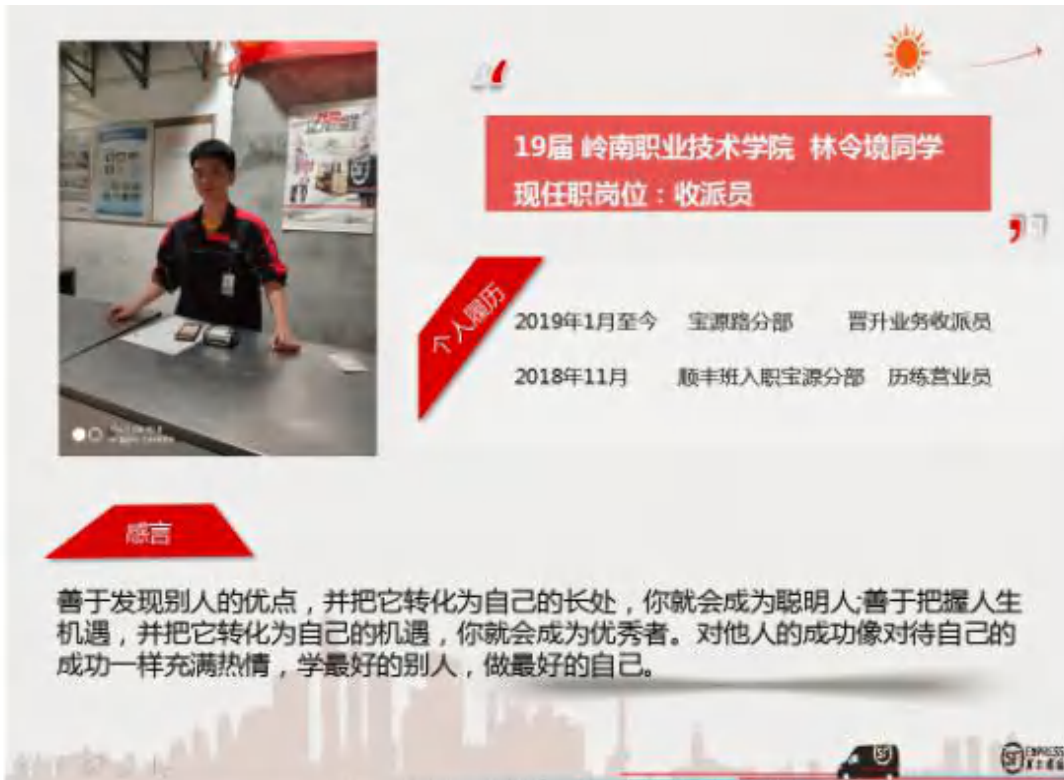 19届 岭南职业技术学院 林令境同学
现任职岗位：收派员
个人履历
2019年1月至今 宝源路分部 晋升业务收派员
2018年11月 顺丰班入职宝源分部 历练营业员
感言
善于发现别人的优点，并把它转化为自己的长处，你就会成为聪明人;善于把握人生
机遇，并把它转化为自己的机遇，你就会成为优秀者。对他人的成功像对待自己的
成功一样充满热情，学最好的别人，做最好的自己。
SF
SF EXPRESS